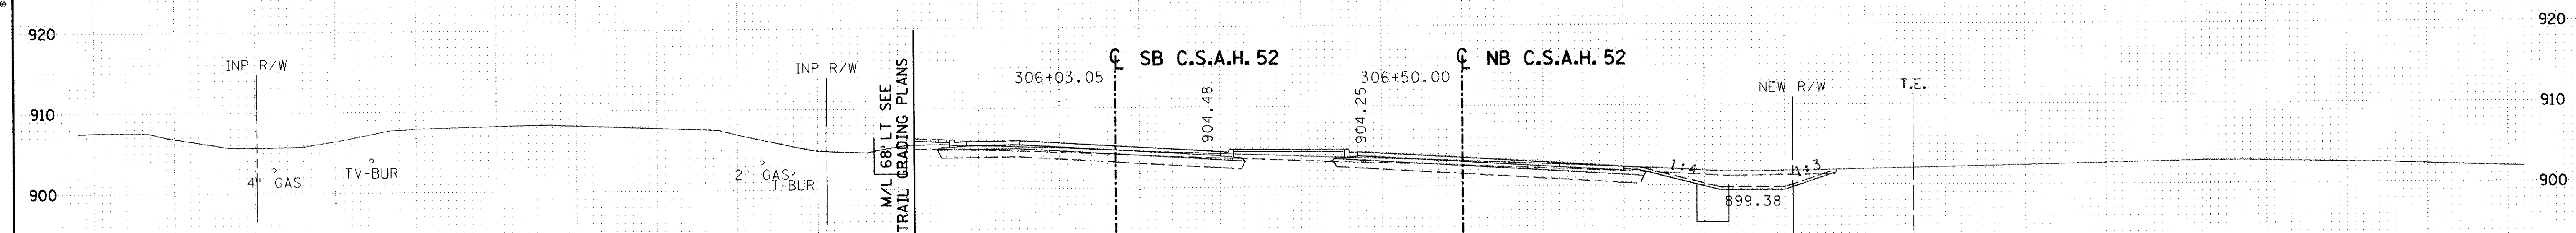 920
920
INP R/W
INP R/W
M/L 68' LT SEE
TRAIL GRADING PLANS
306+03.05
℄ SB C.S.A.H. 52
904.48
904.25
306+50.00
℄ NB C.S.A.H. 52
NEW R/W
T.E.
910
910
4" GAS
TV-BUR
2" GAS
T-BUR
1:4
1:3
899.38
900
900